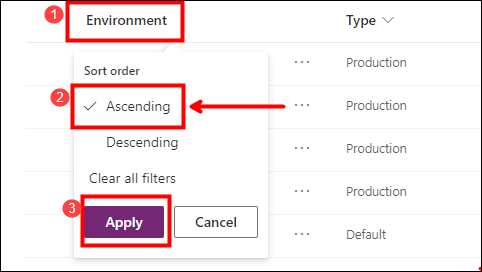 1 Environment Type
Sort order
... Production
2 Ascending ... Production
Descending ... Production
Clear all filters ... Production
3 Apply Cancel ... Default